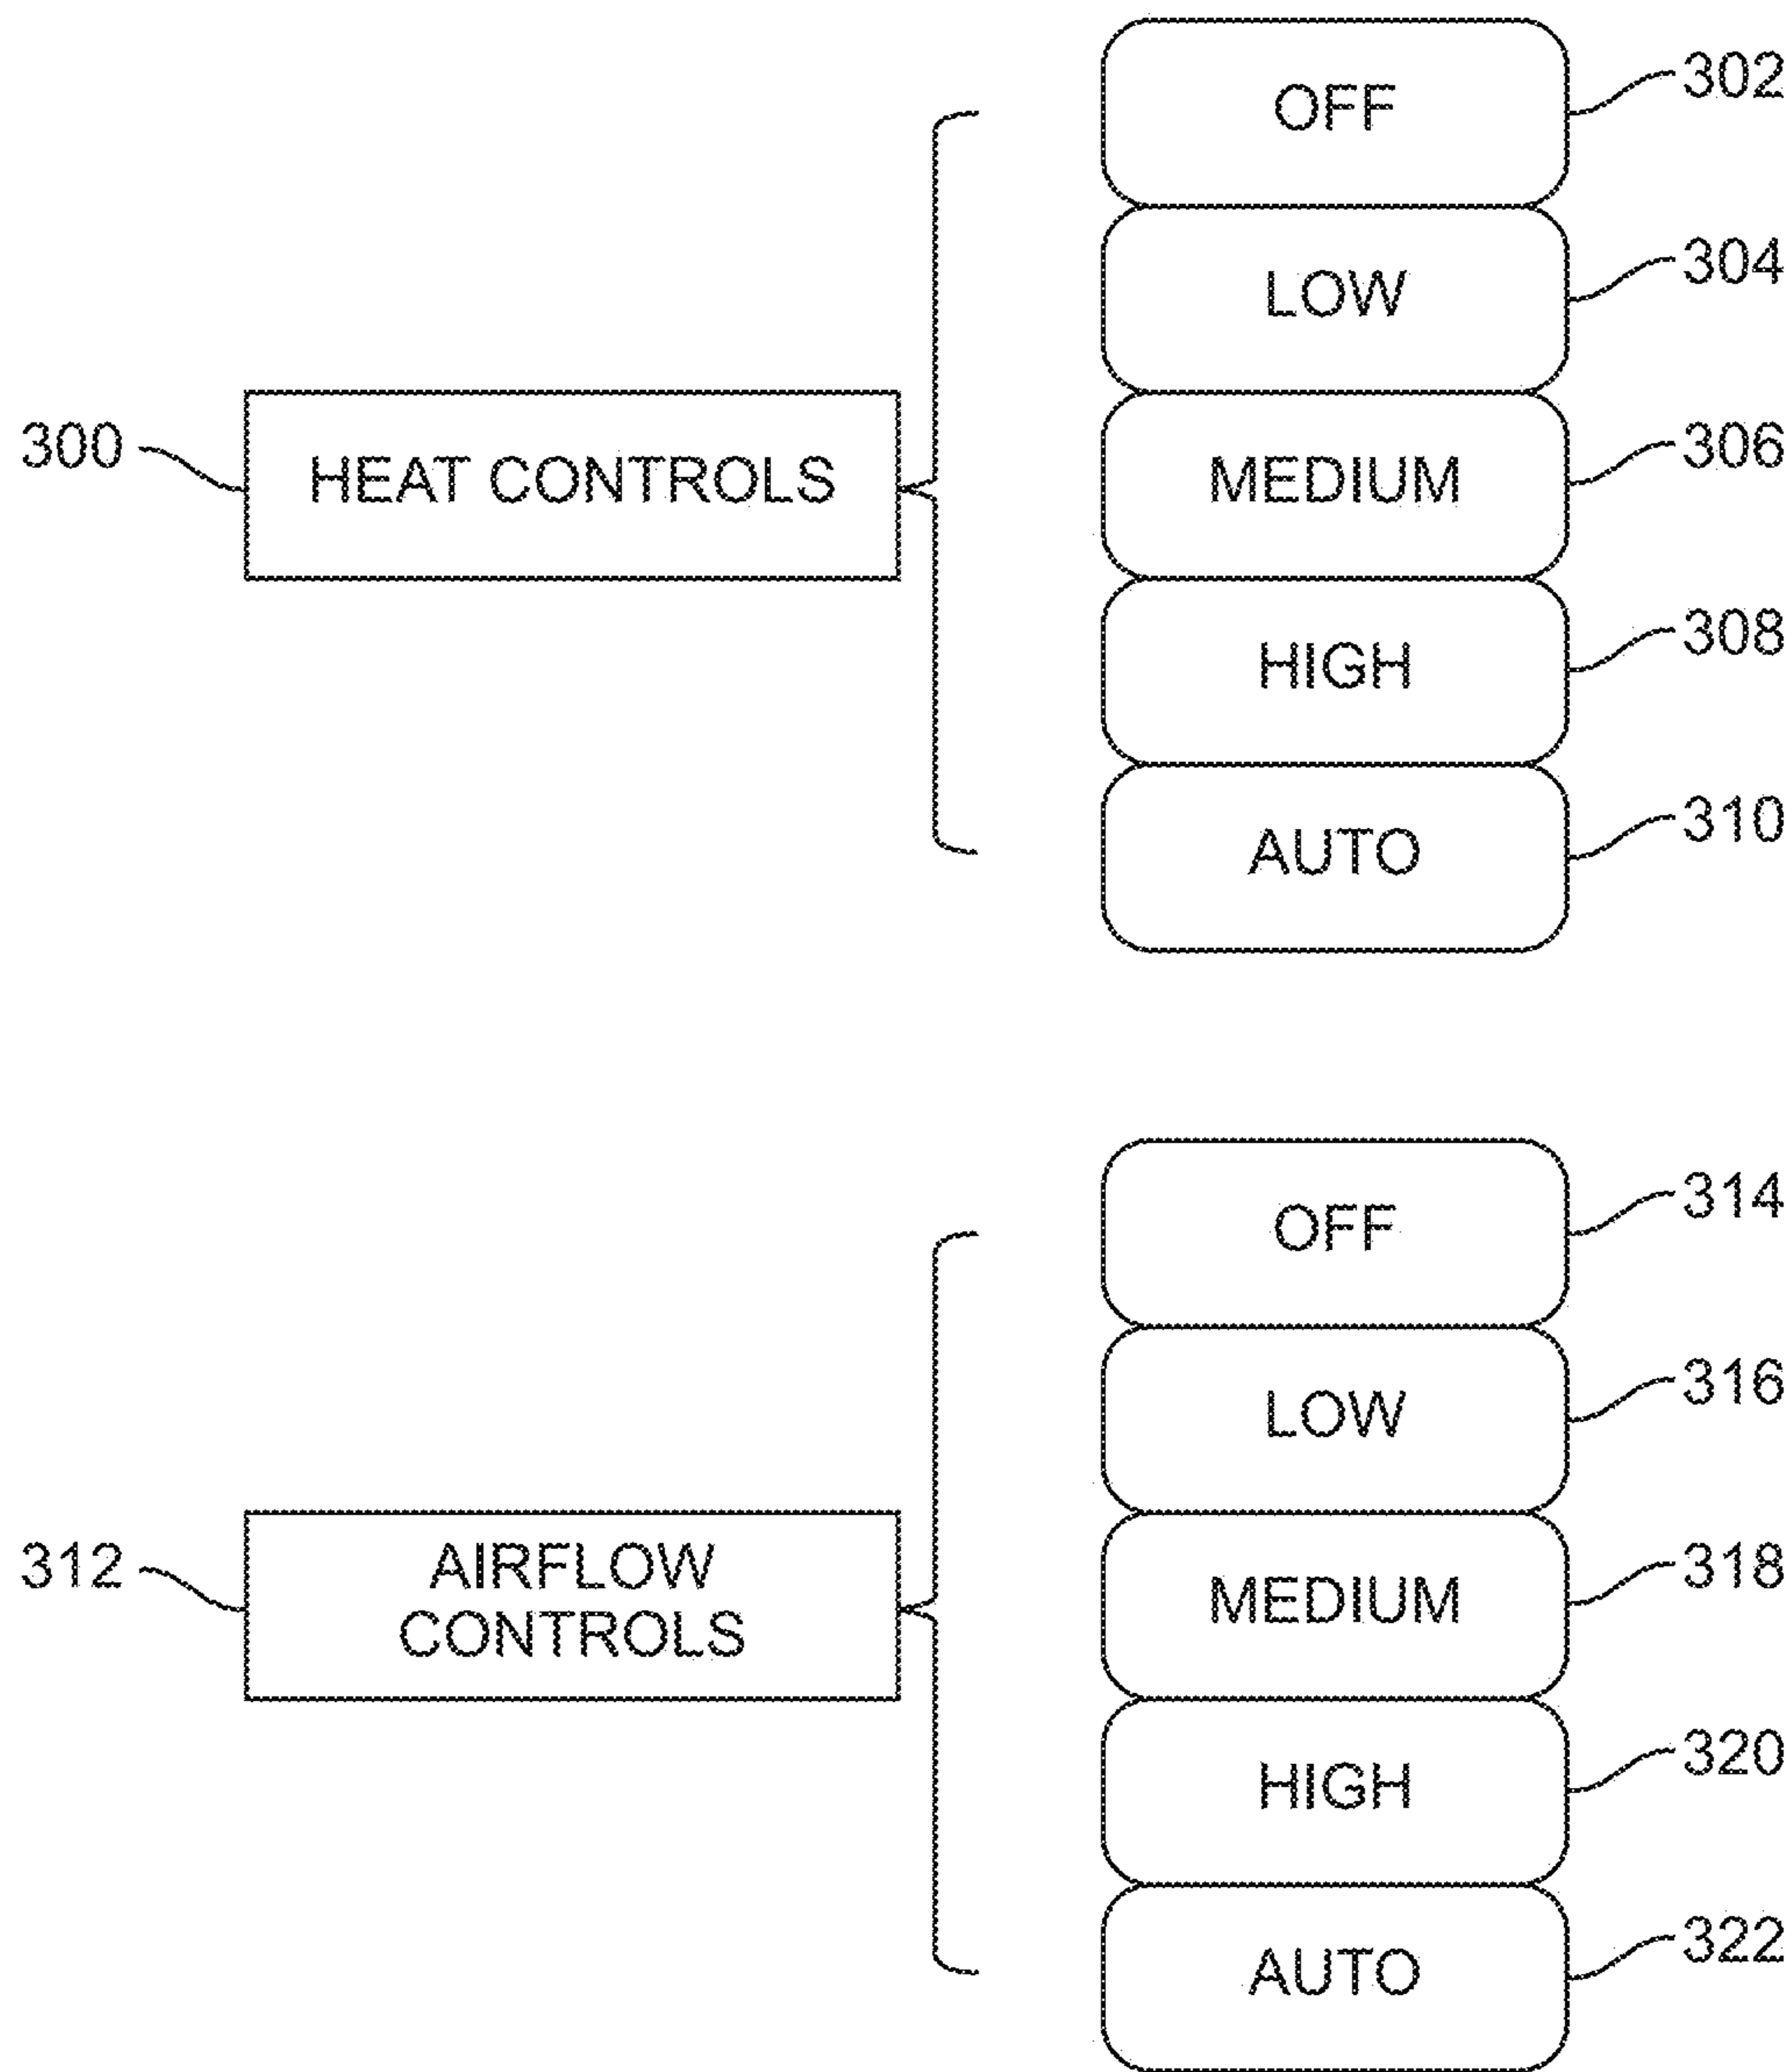 OFF
302
LOW
304
300
HEAT CONTROLS
MEDIUM
306
HIGH
308
AUTO
310
OFF
314
LOW
316
312
AIRFLOW
CONTROLS
MEDIUM
318
HIGH
320
AUTO
322